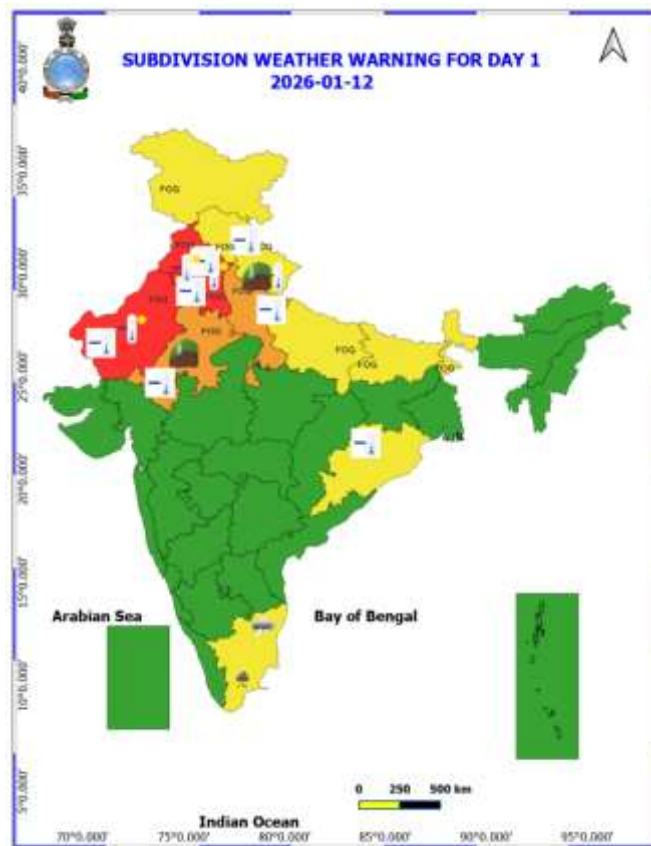 SUBDIVISION WEATHER WARNING FOR DAY 1
2026-01-12
40°0.000'
35°0.000'
30°0.000'
25°0.000'
20°0.000'
15°0.000'
10°0.000'
5°0.000'
FOG
FOG
FOG
FOG
FOG
FOG
Arabian Sea
Bay of Bengal
0 250 500 km
Indian Ocean
70°0.000' 75°0.000' 80°0.000' 85°0.000' 90°0.000' 95°0.000'